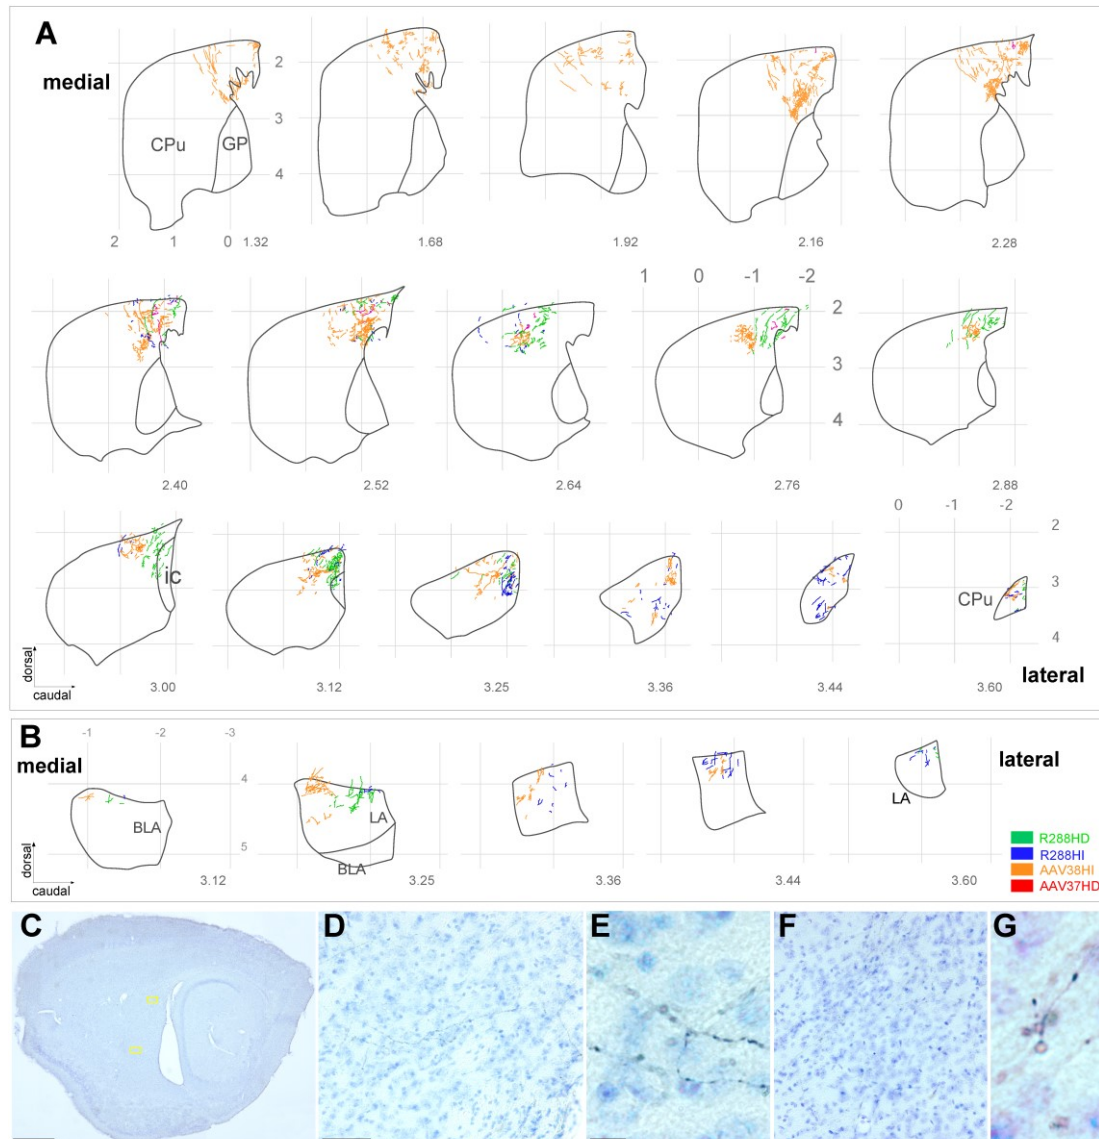 A
medial
2
3
4
CPu
GP
2 1 0 1.32
1.68
1.92
2.16
2.28
1 0 -1 -2
2
3
4
2.40
2.52
2.64
2.76
2.88
0 -1 -2
2
3
4
iC
CPu
dorsal
caudal
3.00
3.12
3.25
3.36
3.44
3.60
lateral
B
medial
-1 -2 -3
4
5
lateral
BLA
LA
BLA
LA
dorsal
caudal
3.12
3.25
3.36
3.44
3.60
R288HD
R288HI
AAV38HI
AAV37HD
C D E F G